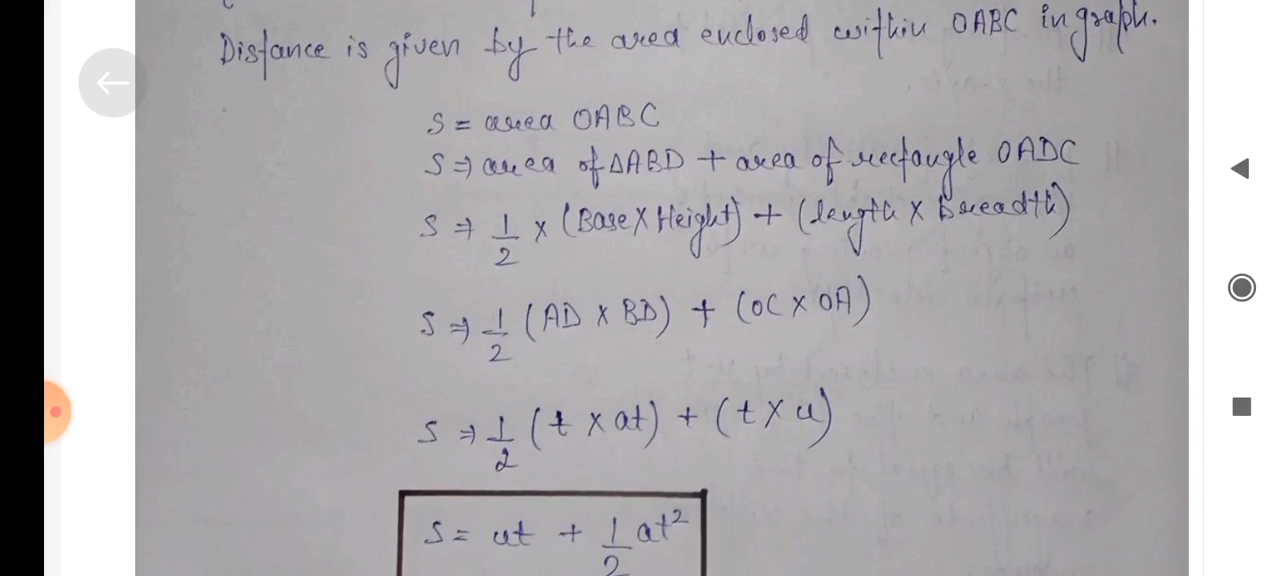 Distance is given by the area enclosed within OABC in graph.
S = area OABC
S ⇒ area of ΔABD + area of rectangle OADC
S ⇒ 1/2 × (Base × Height) + (length × Breadth)
S ⇒ 1/2 (AD × BD) + (OC × OA)
S ⇒ 1/2 (t × at) + (t × u)
S = ut + 1/2 at²